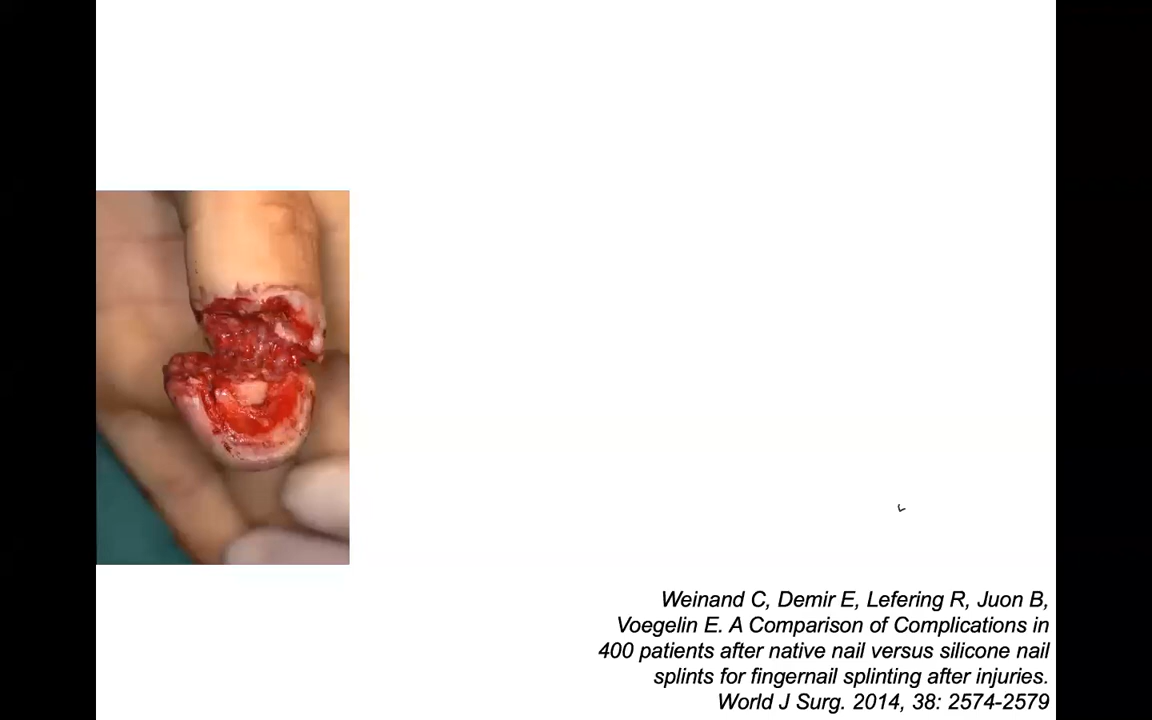 Weinand C, Demir E, Lefering R, Juon B,
Voegelin E. A Comparison of Complications in
400 patients after native nail versus silicone nail
splints for fingernail splinting after injuries.
World J Surg. 2014, 38: 2574-2579